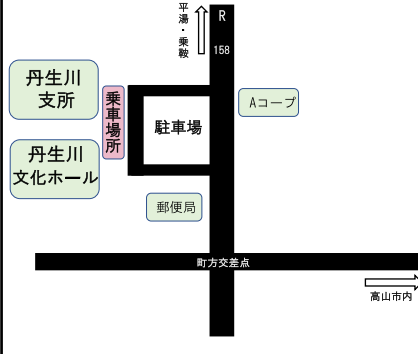 平湯・乗鞍
R
158
丹生川
支所
乗車場所
駐車場
Aコープ
丹生川
文化ホール
郵便局
町方交差点
高山市内